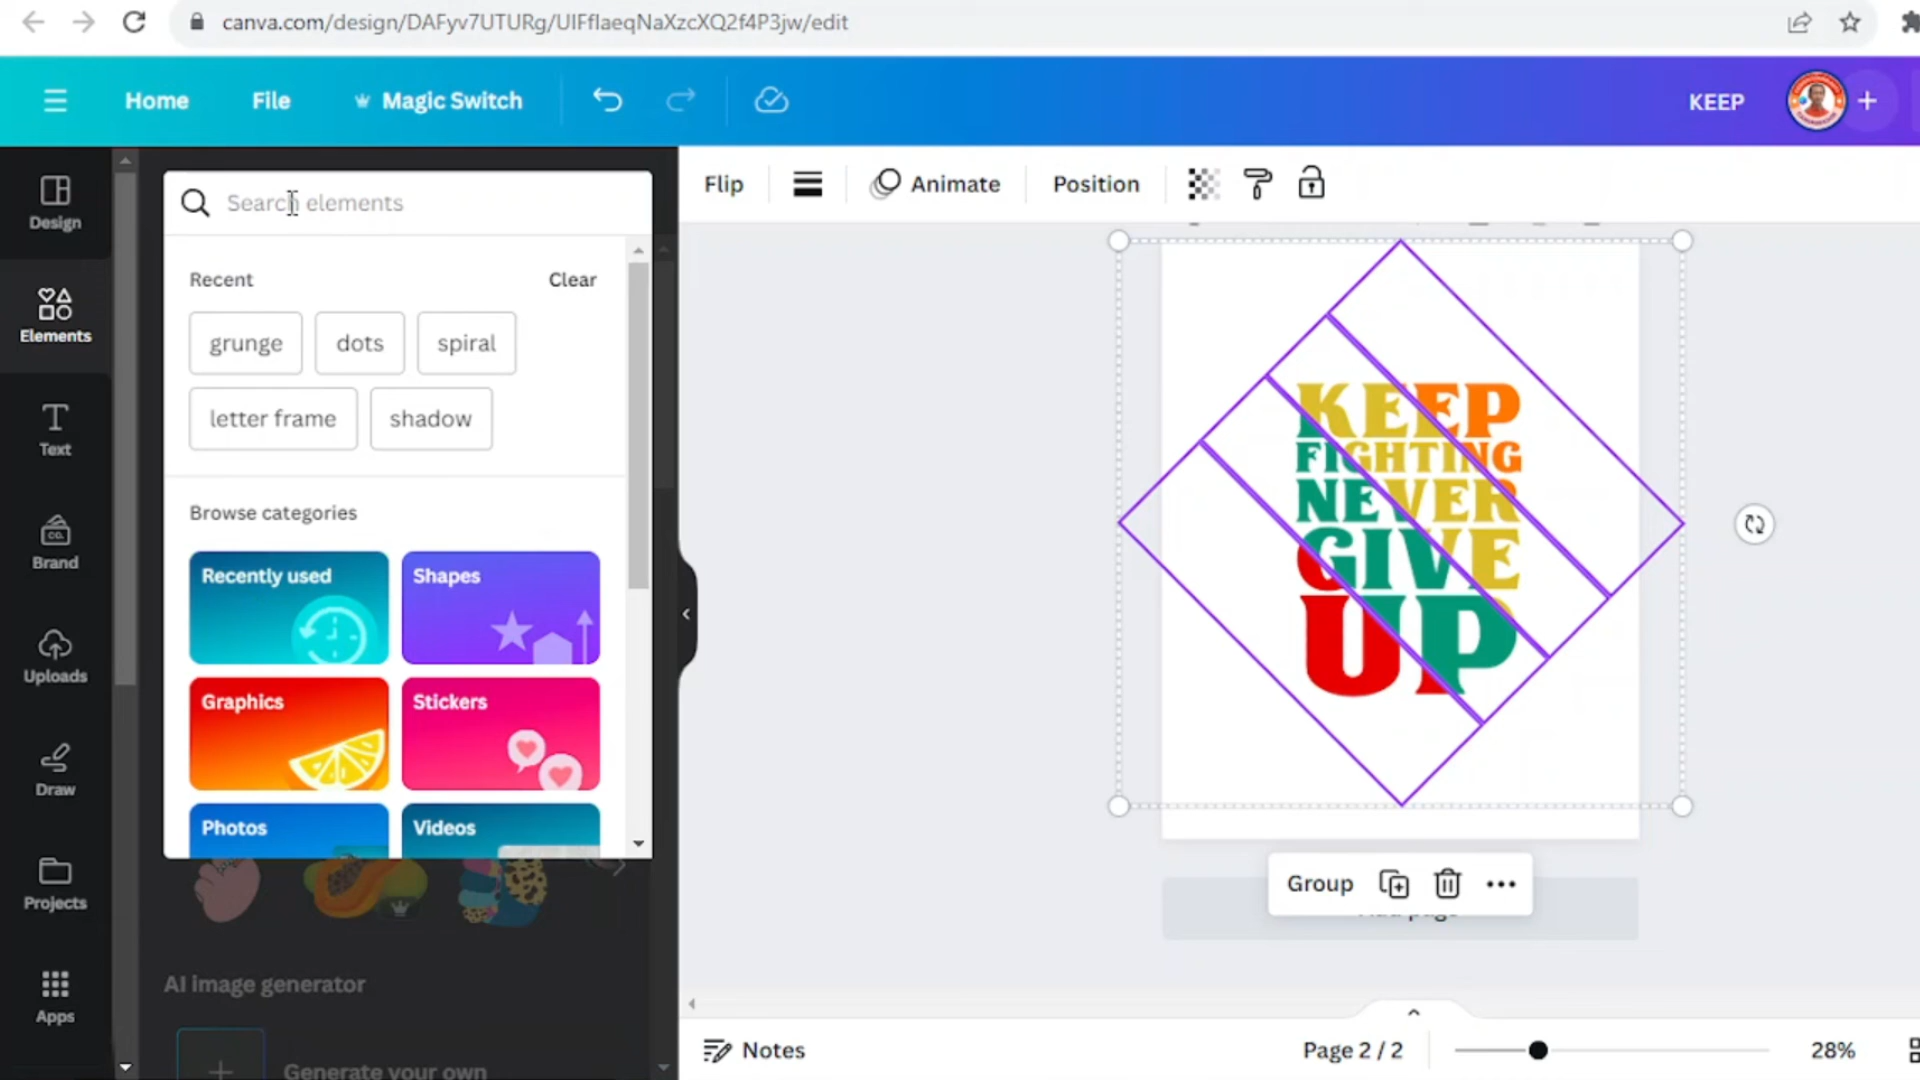 canva.com/design/DAFyv7UTURg/UIFflaeqNaXzcXQ2f4P3jw/edit
Home File Magic Switch KEEP
Design
Elements
Text
CO.
Brand
Uploads
Draw
Projects
Apps
Search elements
Recent Clear
grunge dots spiral
letter frame shadow
Browse categories
Recently used Shapes
Graphics Stickers
Photos Videos
AI image generator
Generate your own
Flip Animate Position
KEEP
FIGHTING
NEVER
GIVE
UP
Group
Add page
Notes Page 2 / 2 28%